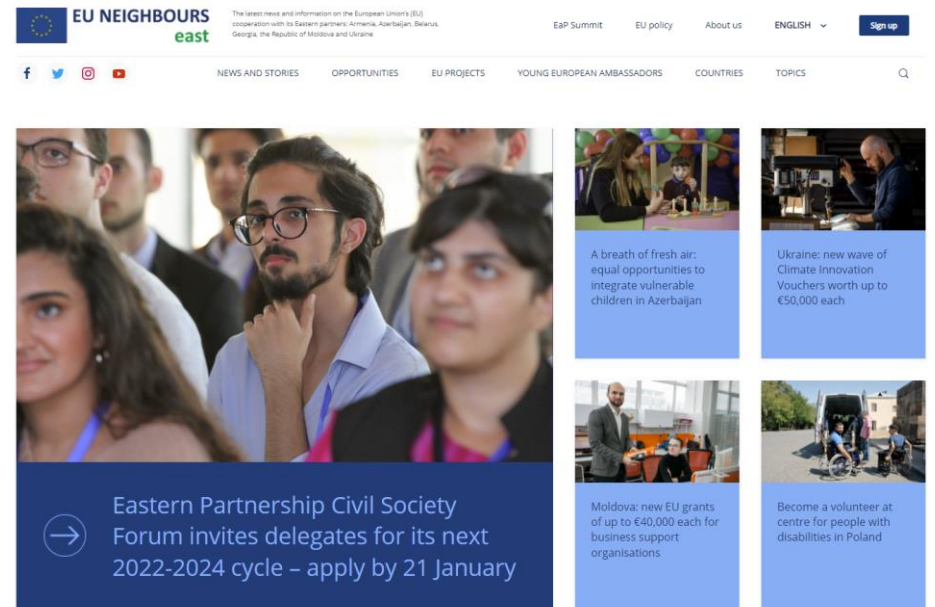 EU NEIGHBOURS
east
The latest news and information on the European Union's (EU)
cooperation with its Eastern partners: Armenia, Azerbaijan, Belarus,
Georgia, the Republic of Moldova and Ukraine
EaP Summit
EU policy
About us
ENGLISH
Sign up
NEWS AND STORIES
OPPORTUNITIES
EU PROJECTS
YOUNG EUROPEAN AMBASSADORS
COUNTRIES
TOPICS
Eastern Partnership Civil Society
Forum invites delegates for its next
2022-2024 cycle – apply by 21 January
A breath of fresh air:
equal opportunities to
integrate vulnerable
children in Azerbaijan
Ukraine: new wave of
Climate Innovation
Vouchers worth up to
€50,000 each
Moldova: new EU grants
of up to €40,000 each for
business support
organisations
Become a volunteer at
centre for people with
disabilities in Poland